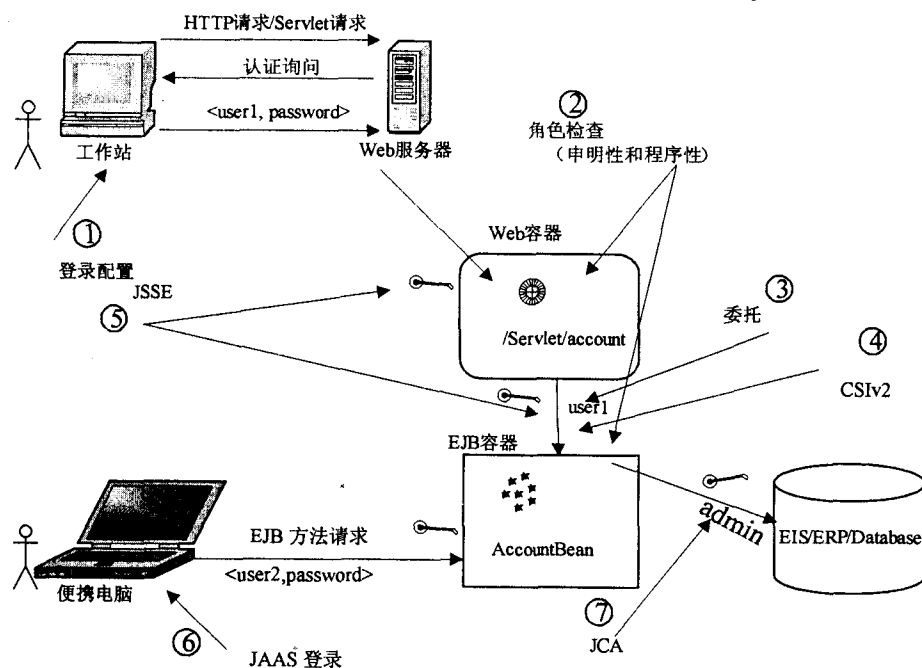 HTTP请求/Servlet请求
认证询问
<user1, password>
工作站
Web服务器
②
角色检查
(申明性和程序性)
①
登录配置
Web容器
JSSE
⑤
/Servlet/account
③
委托
④
CSIv2
user1
EJB容器
AccountBean
admin
EIS/ERP/Database
EJB 方法请求
<user2,password>
便携电脑
⑥
JAAS 登录
⑦
JCA